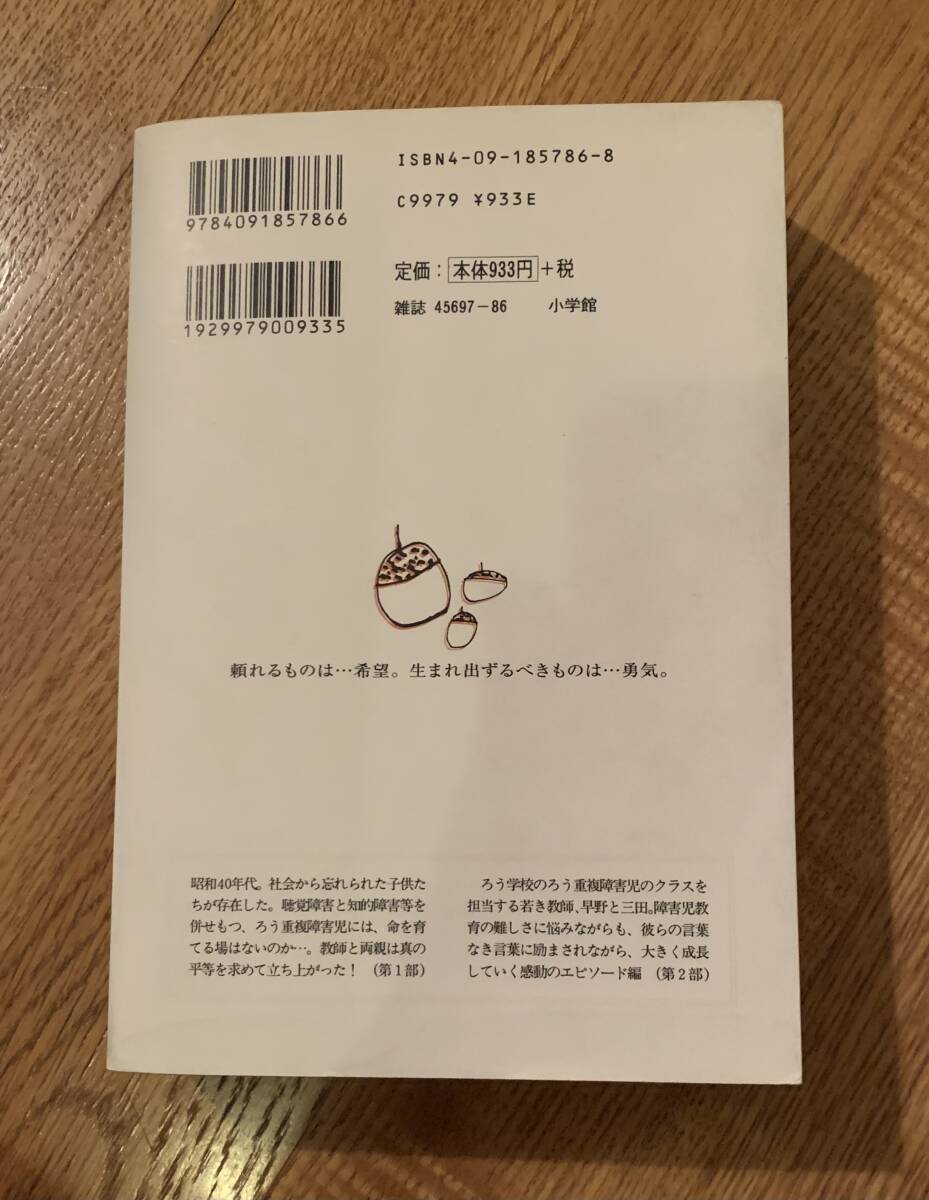 ISBN4-09-185786-8
C9979 ¥933E
9784091857866
定価：本体933円＋税
雑誌 45697−86 小学館
1929979009335
頼れるものは…希望。生まれ出ずるべきものは…勇気。
昭和40年代。社会から忘れられた子供た
ちが存在した。聴覚障害と知的障害等を
併せもつ、ろう重複障害児には、命を育
てる場はないのか…。教師と両親は真の
平等を求めて立ち上がった！（第１部）
ろう学校のろう重複障害児のクラスを
担当する若き教師、早野と三田。障害児教
育の難しさに悩みながらも、彼らの言葉
なき言葉に励まされながら、大きく成長
していく感動のエピソード編（第２部）